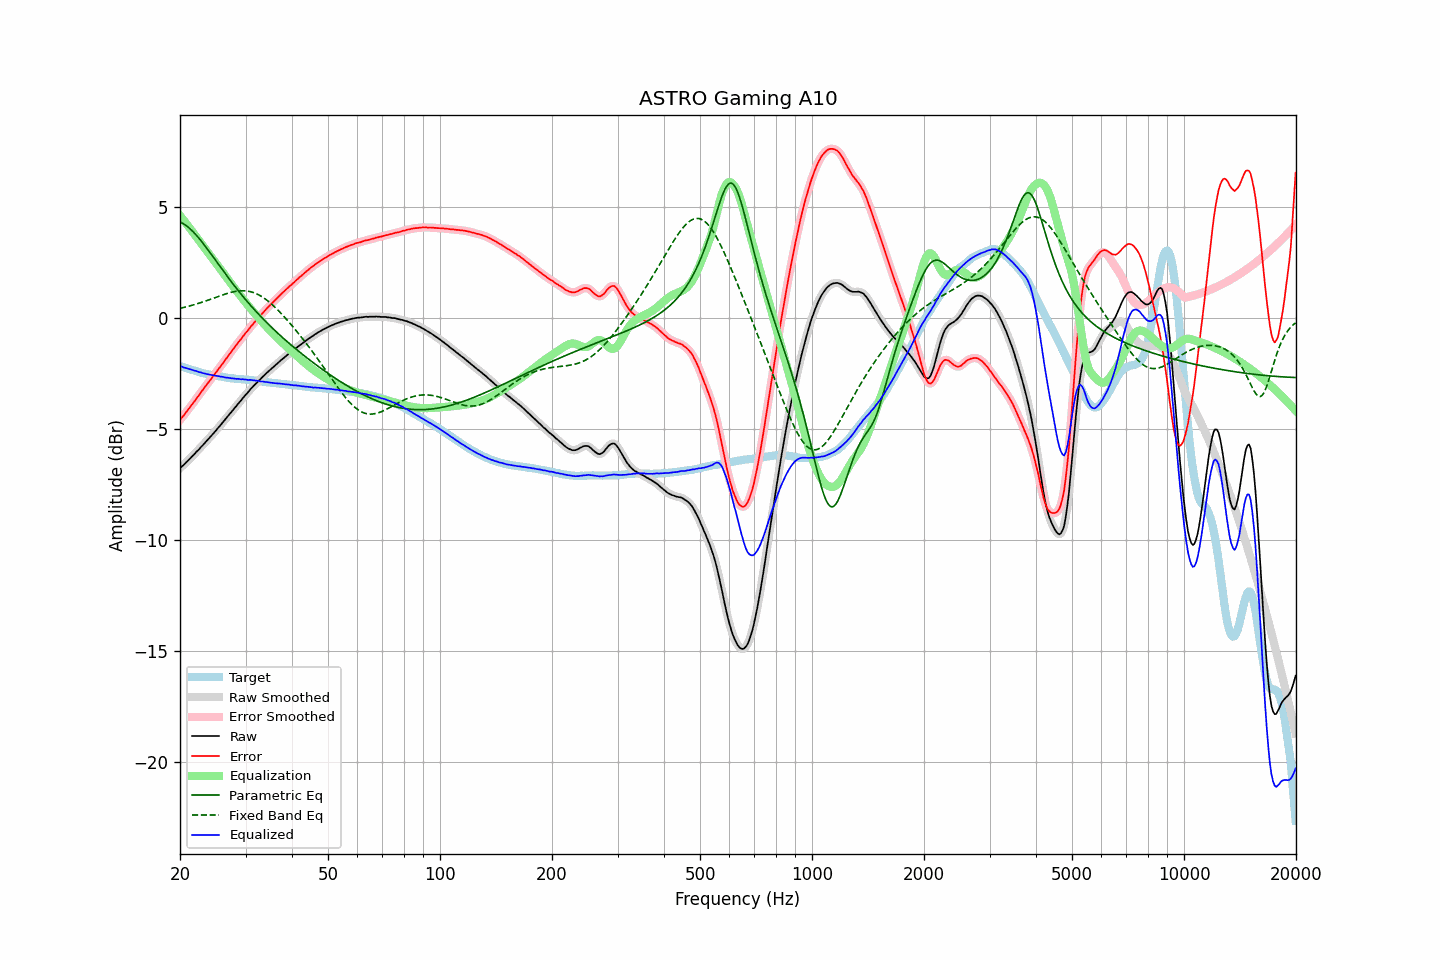 ASTRO Gaming A10
Amplitude (dBr)
5
0
−5
−10
−15
−20
Target
Raw Smoothed
Error Smoothed
Raw
Error
Equalization
Parametric Eq
Fixed Band Eq
Equalized
20 50 100 200 500 1000 2000 5000 10000 20000
Frequency (Hz)